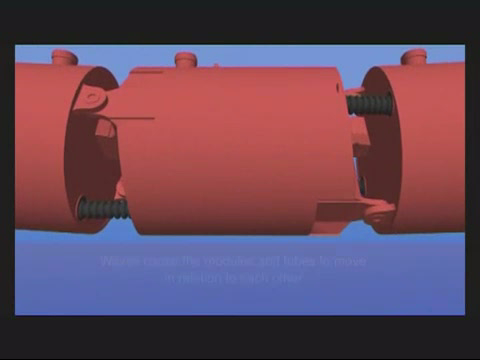 Waves cause the modules and tubes to move
in relation to each other